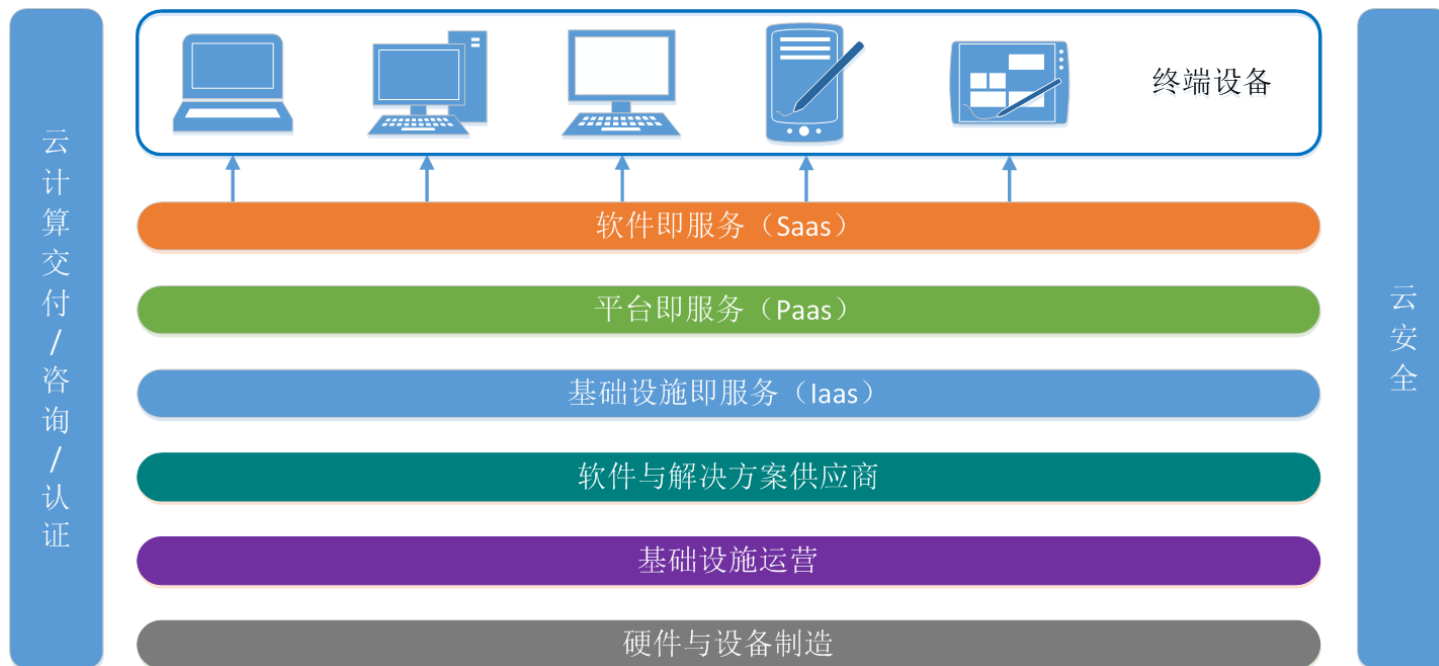 云计算交付/咨询/认证
终端设备
软件即服务（Saas）
平台即服务（Paas）
基础设施即服务（Iaas）
软件与解决方案供应商
基础设施运营
硬件与设备制造
云安全